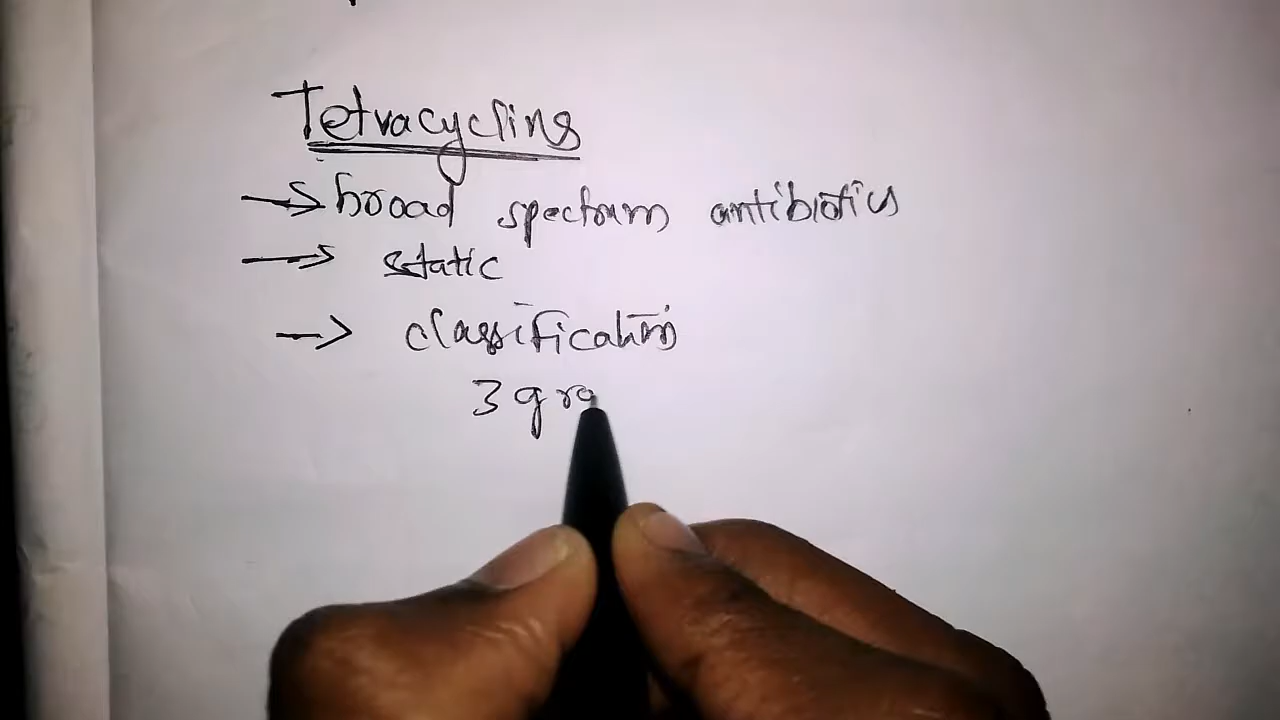 Tetracyclins
→ broad spectrum antibiotics
→ static
→ classification
3 gro